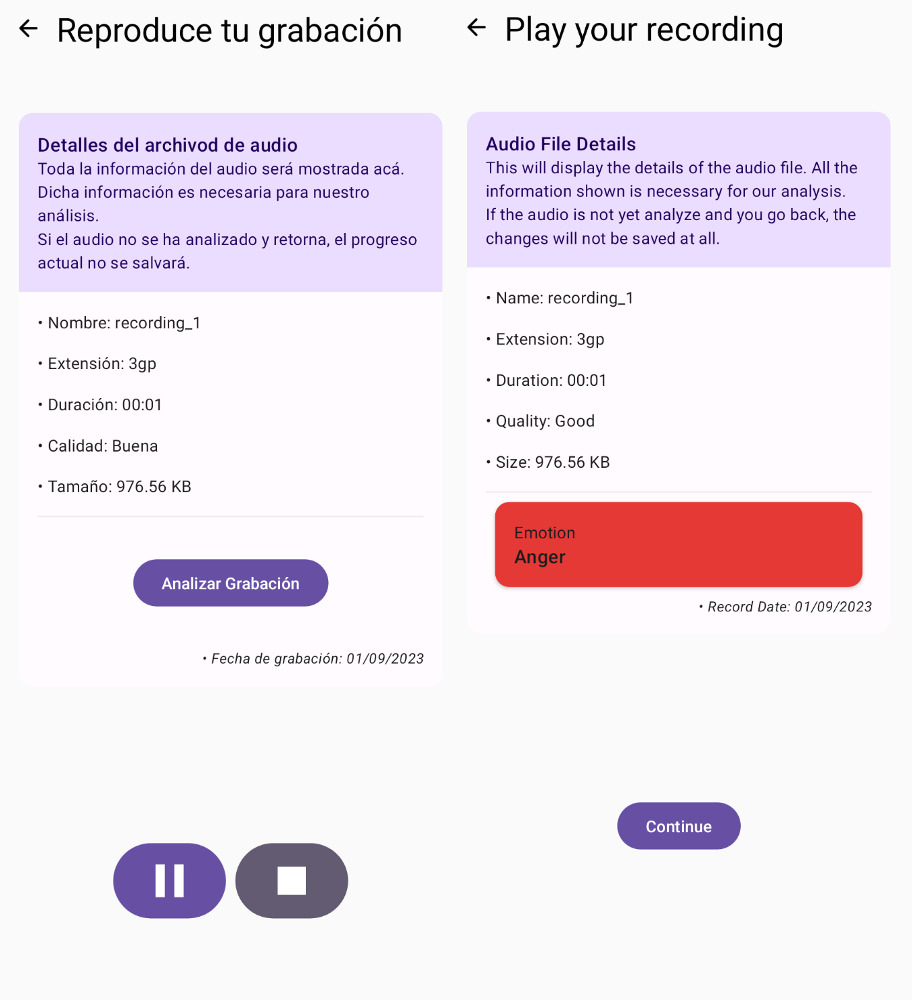 Reproduce tu grabación
Detalles del archivod de audio
Toda la información del audio será mostrada acá.
Dicha información es necesaria para nuestro
análisis.
Si el audio no se ha analizado y retorna, el progreso
actual no se salvará.
• Nombre: recording_1
• Extensión: 3gp
• Duración: 00:01
• Calidad: Buena
• Tamaño: 976.56 KB
Analizar Grabación
• Fecha de grabación: 01/09/2023
Play your recording
Audio File Details
This will display the details of the audio file. All the
information shown is necessary for our analysis.
If the audio is not yet analyze and you go back, the
changes will not be saved at all.
• Name: recording_1
• Extension: 3gp
• Duration: 00:01
• Quality: Good
• Size: 976.56 KB
Emotion
Anger
• Record Date: 01/09/2023
Continue